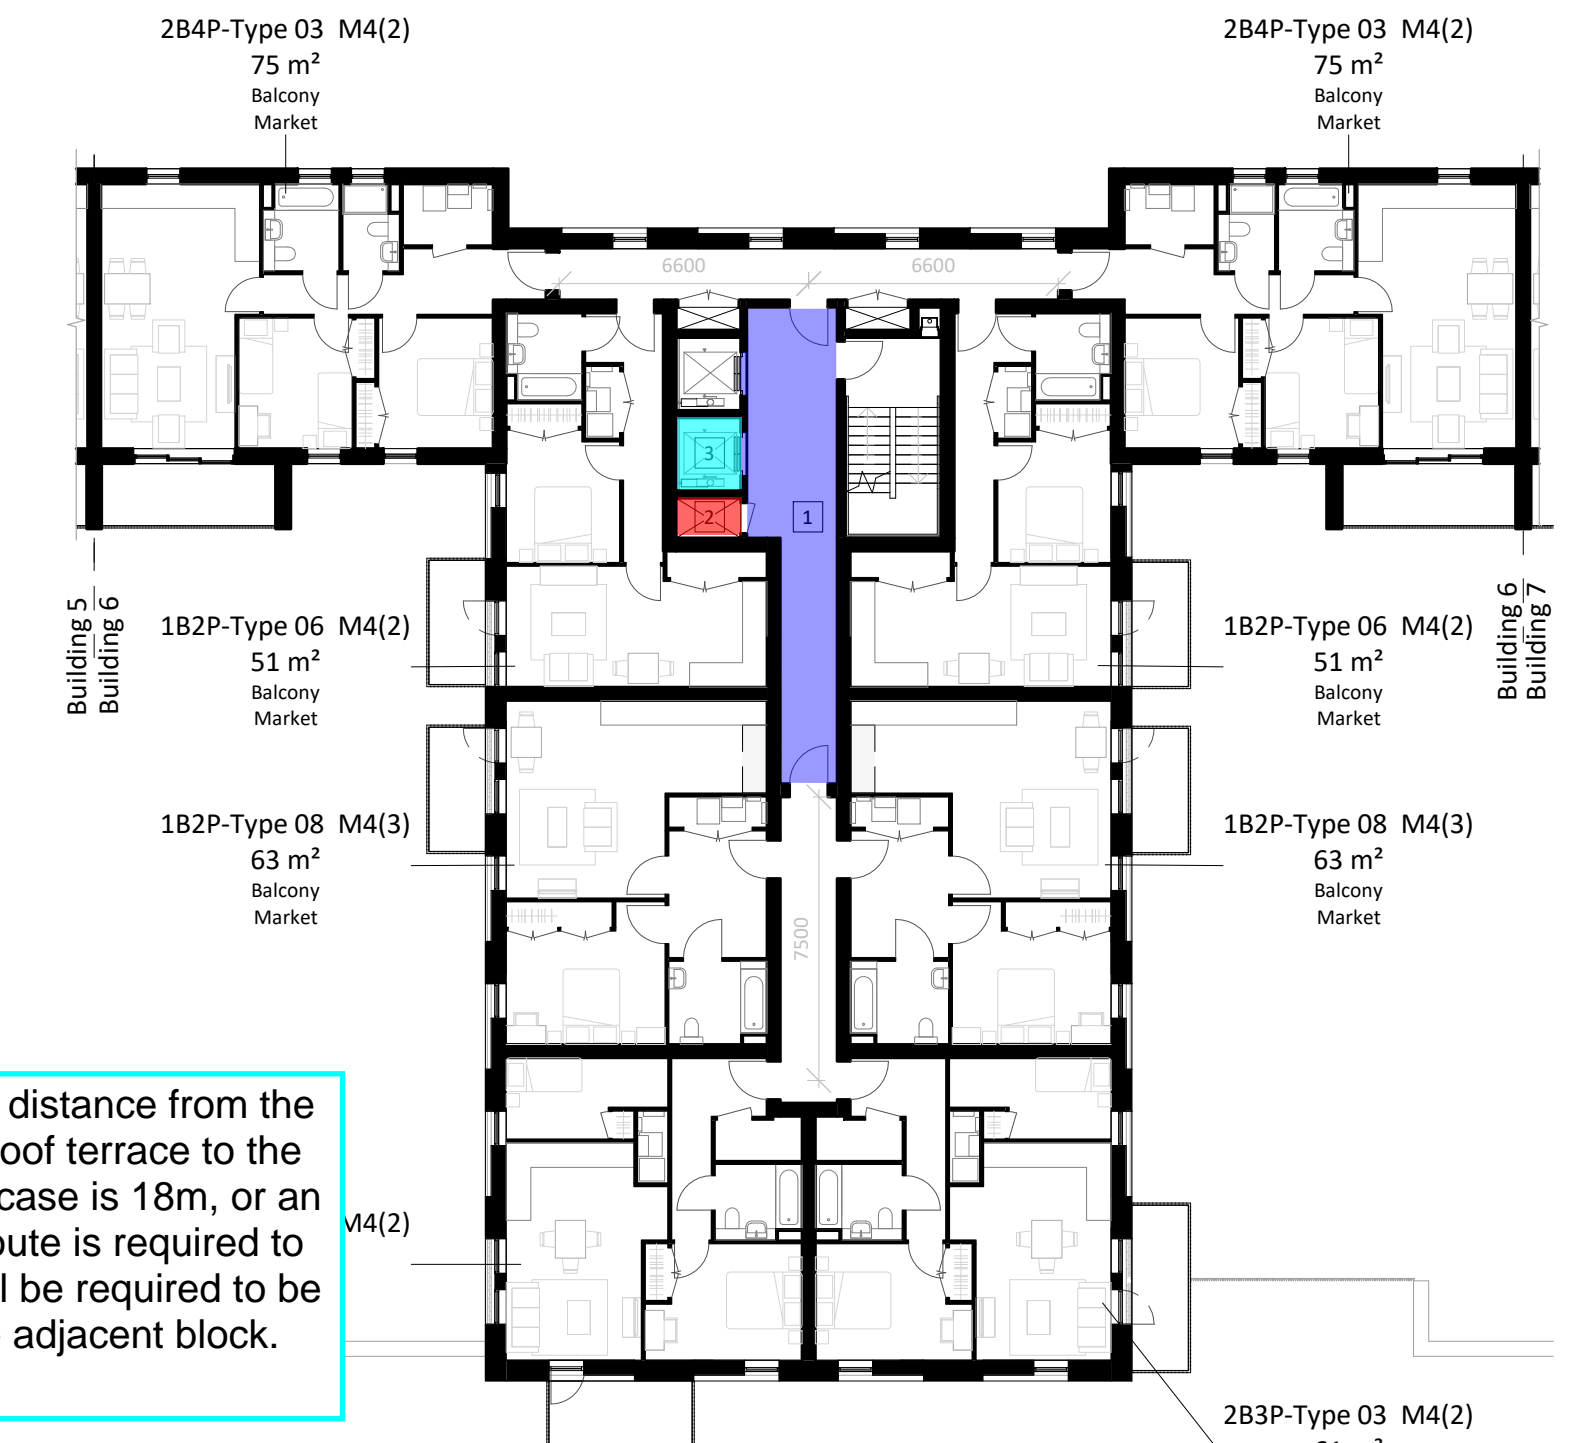 2B4P-Type 03 M4(2)
75 m²
Balcony
Market
2B4P-Type 03 M4(2)
75 m²
Balcony
Market
6600
6600
3
2
1
Building 5
Building 6
Building 6
Building 7
1B2P-Type 06 M4(2)
51 m²
Balcony
Market
1B2P-Type 06 M4(2)
51 m²
Balcony
Market
1B2P-Type 08 M4(3)
63 m²
Balcony
Market
1B2P-Type 08 M4(3)
63 m²
Balcony
Market
7500
distance from the
oof terrace to the
case is 18m, or an
oute is required to
l be required to be
adjacent block.
M4(2)
2B3P-Type 03 M4(2)